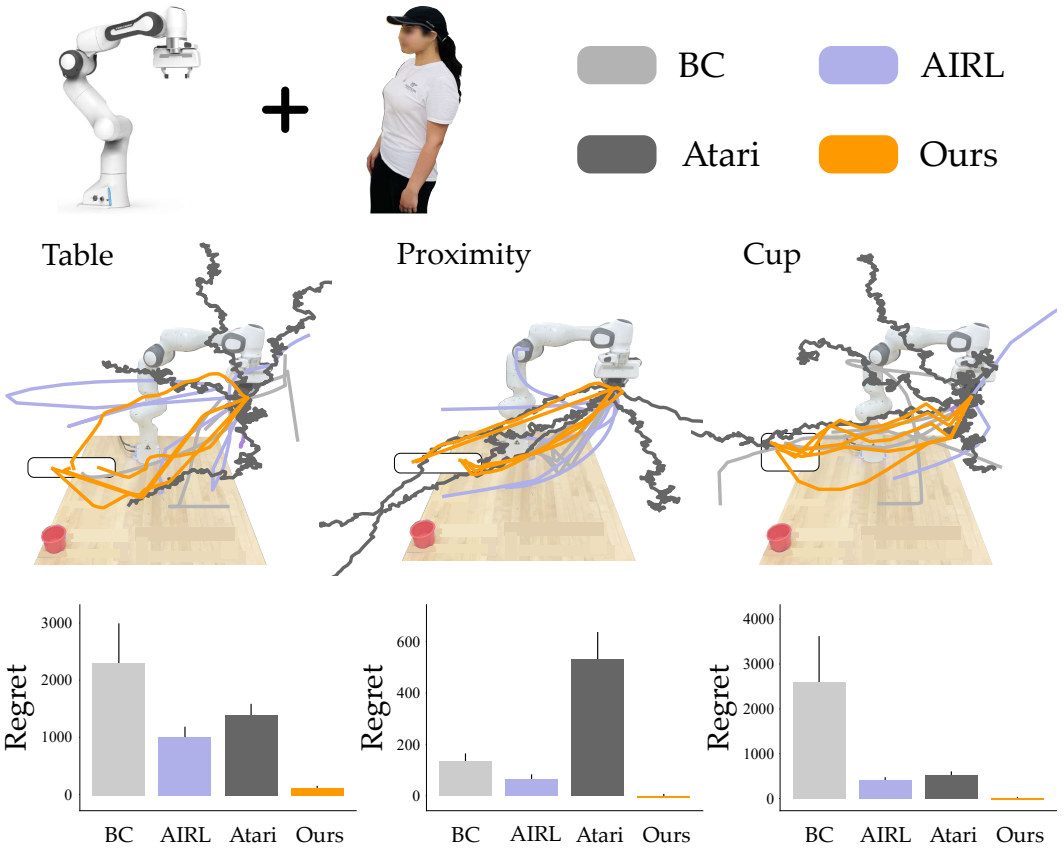 BC
AIRL
Atari
Ours
Table
Proximity
Cup
Regret
3000
2000
1000
0
BC
AIRL
Atari
Ours
Regret
600
400
200
0
BC
AIRL
Atari
Ours
Regret
4000
3000
2000
1000
0
BC
AIRL
Atari
Ours